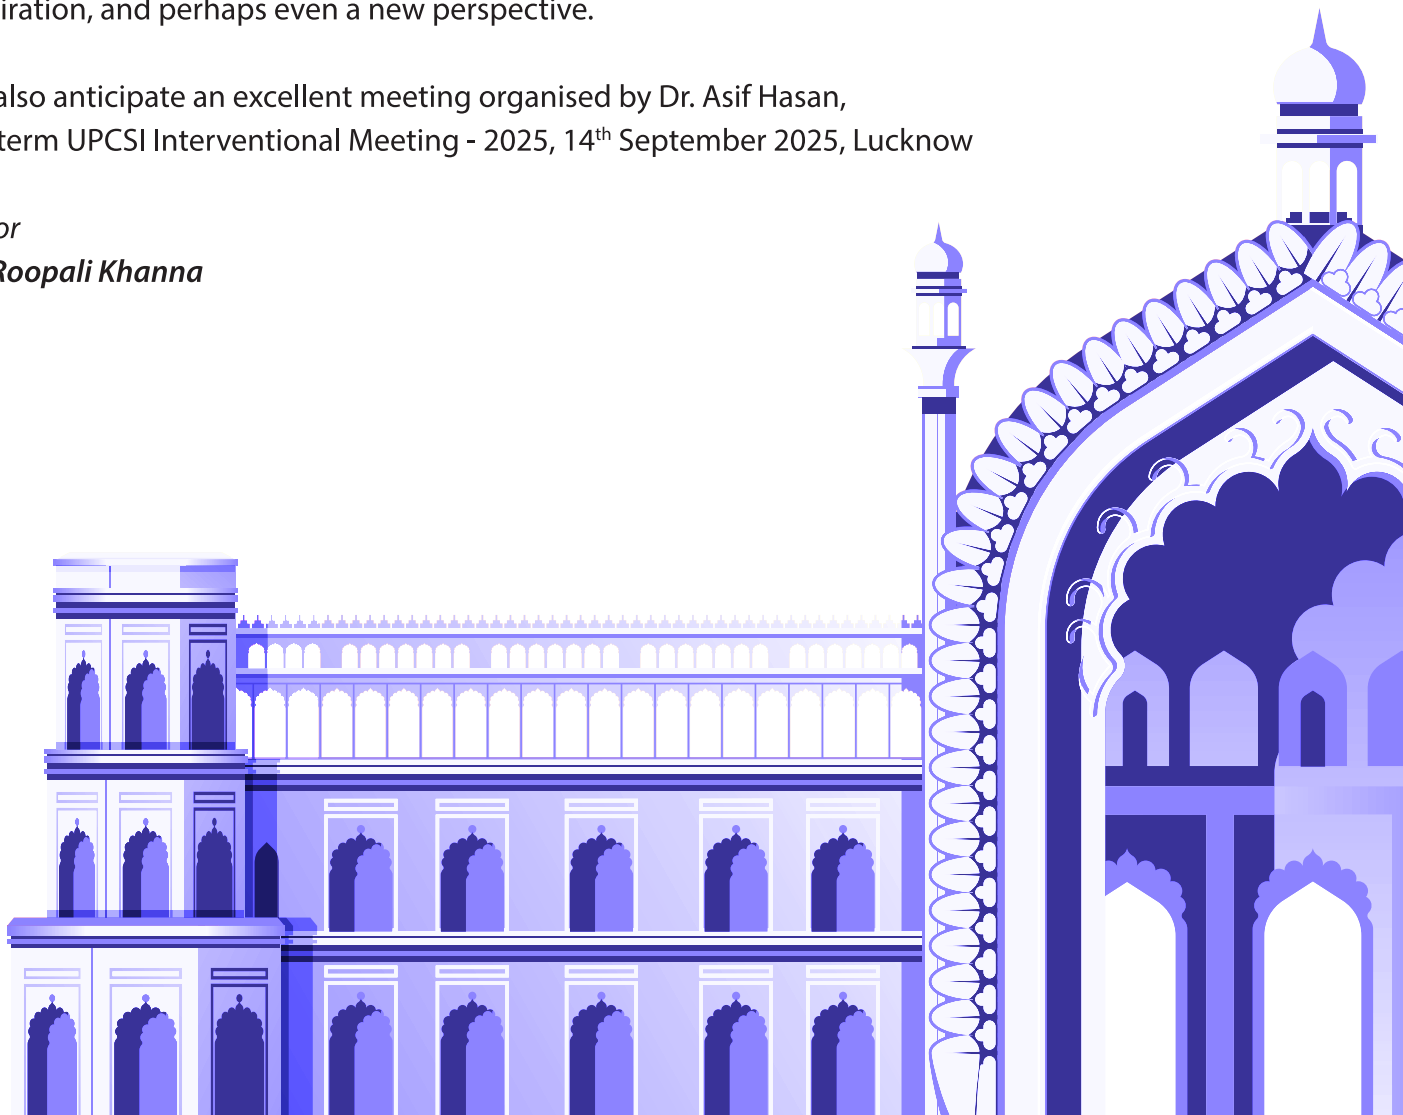 iration, and perhaps even a new perspective.
also anticipate an excellent meeting organised by Dr. Asif Hasan,
term UPCSI Interventional Meeting - 2025, 14th September 2025, Lucknow
or
Roopali Khanna